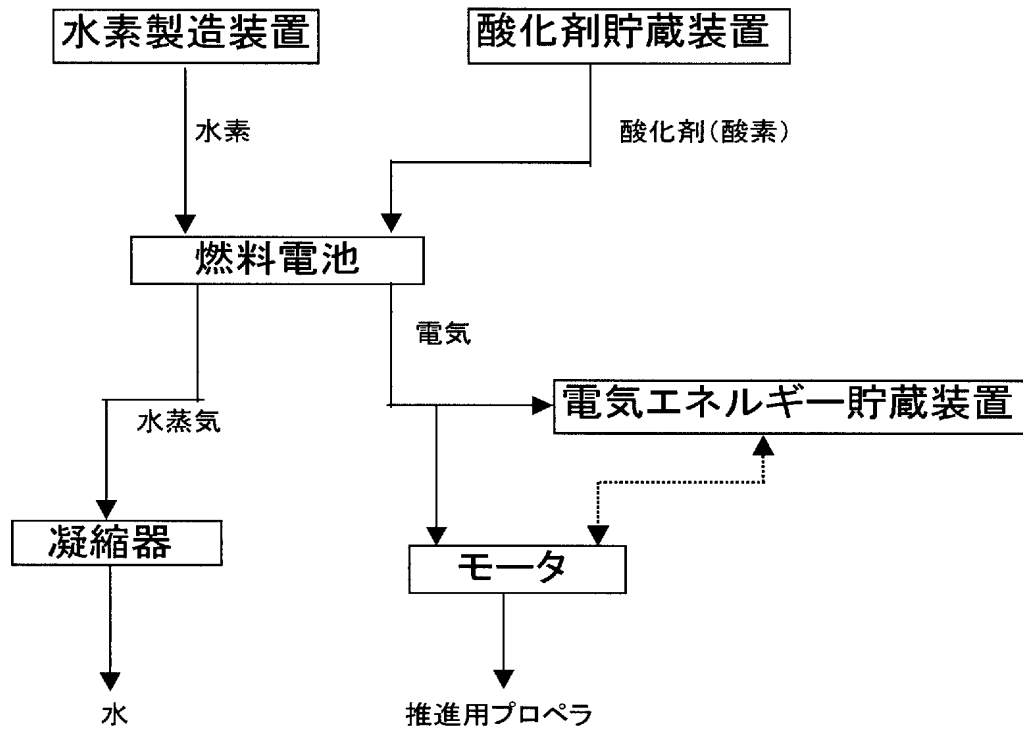 水素製造装置
酸化剤貯蔵装置
水素
酸化剤(酸素)
燃料電池
電気
電気エネルギー貯蔵装置
水蒸気
凝縮器
モータ
水
推進用プロペラ